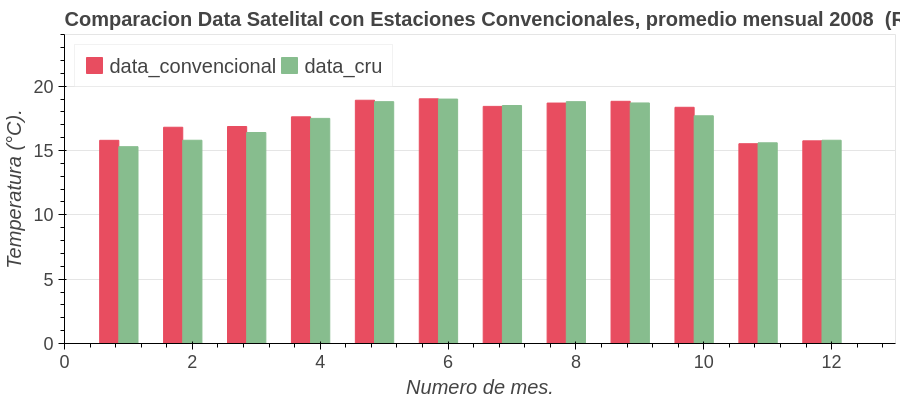 Comparacion Data Satelital con Estaciones Convencionales, promedio mensual 2008 (R
data_convencional data_cru
Temperatura (°C).
20
15
10
5
0
0 2 4 6 8 10 12
Numero de mes.